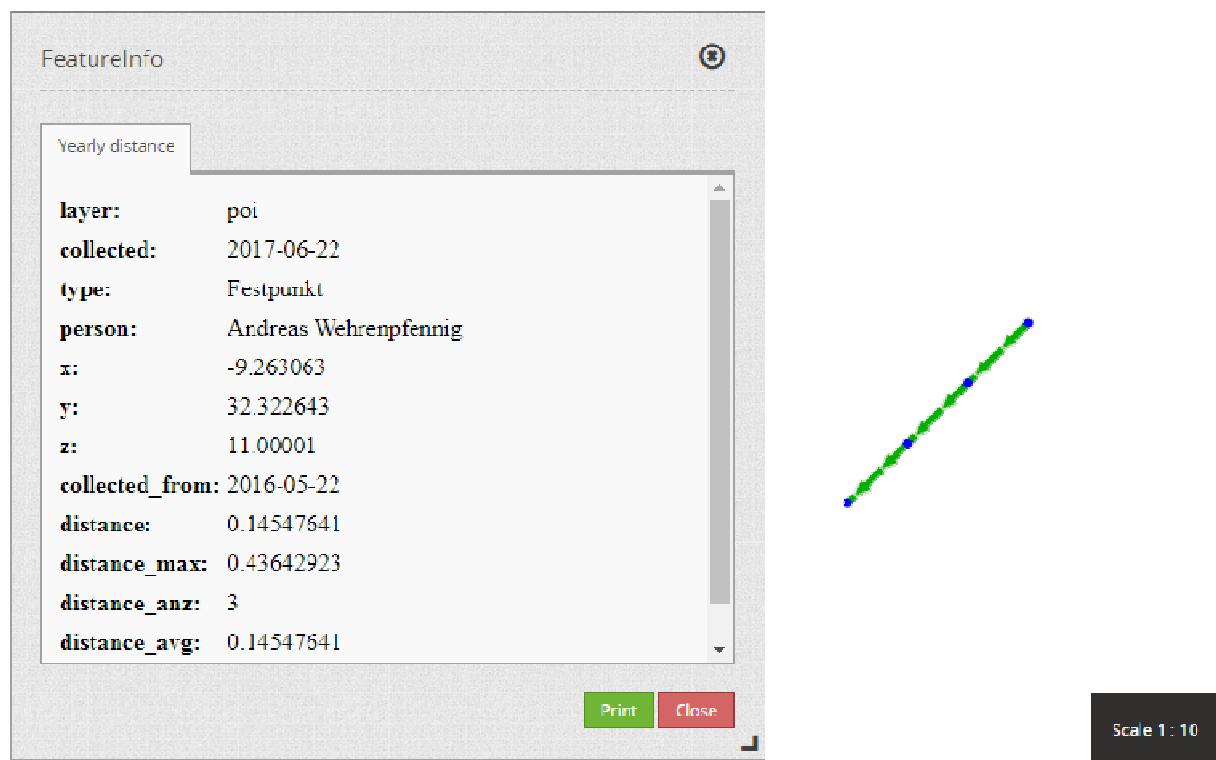 FeatureInfo
Yearly distance
layer: poi
collected: 2017-06-22
type: Festpunkt
person: Andreas Wehrenpfennig
x: -9.263063
y: 32.322643
z: 11.00001
collected_from: 2016-05-22
distance: 0.14547641
distance_max: 0.43642923
distance_anz: 3
distance_avg: 0.14547641
Print Close
Scale 1 : 10